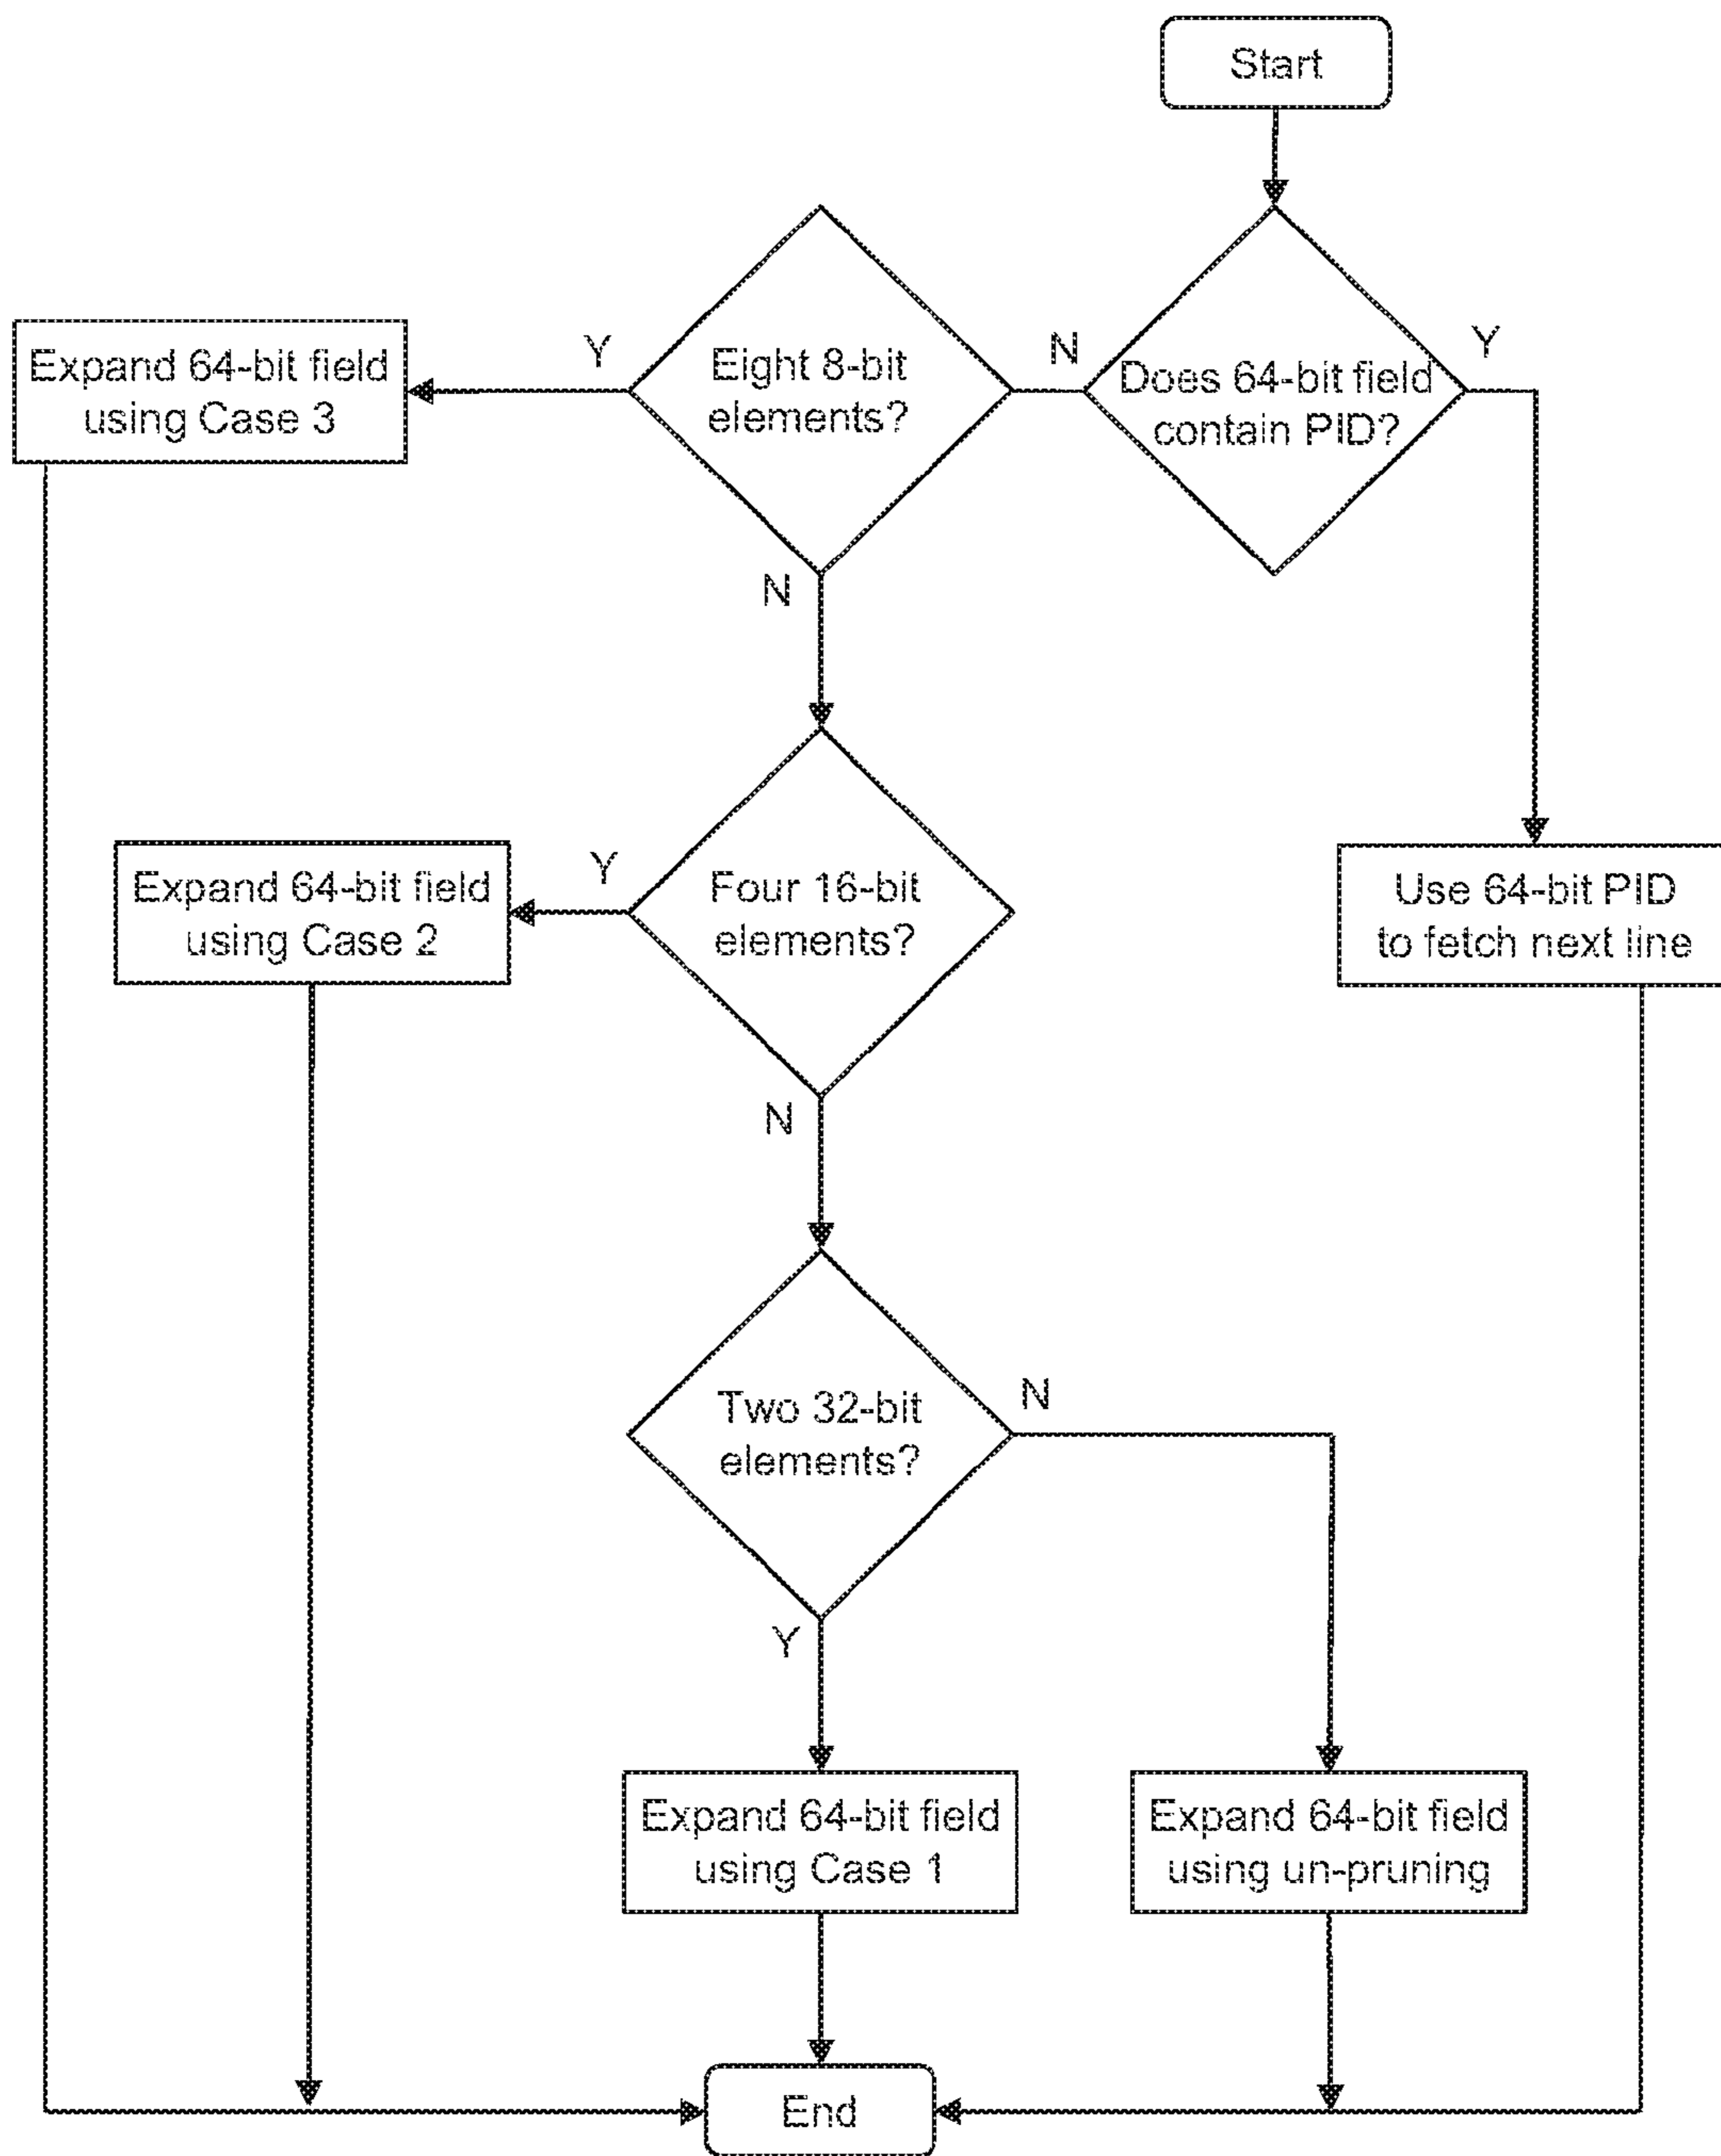 Start
Does 64-bit field
contain PID?
Y
N
Eight 8-bit
elements?
Y
N
Expand 64-bit field
using Case 3
Four 16-bit
elements?
Y
N
Expand 64-bit field
using Case 2
Use 64-bit PID
to fetch next line
Two 32-bit
elements?
N
Y
Expand 64-bit field
using Case 1
Expand 64-bit field
using un-pruning
End